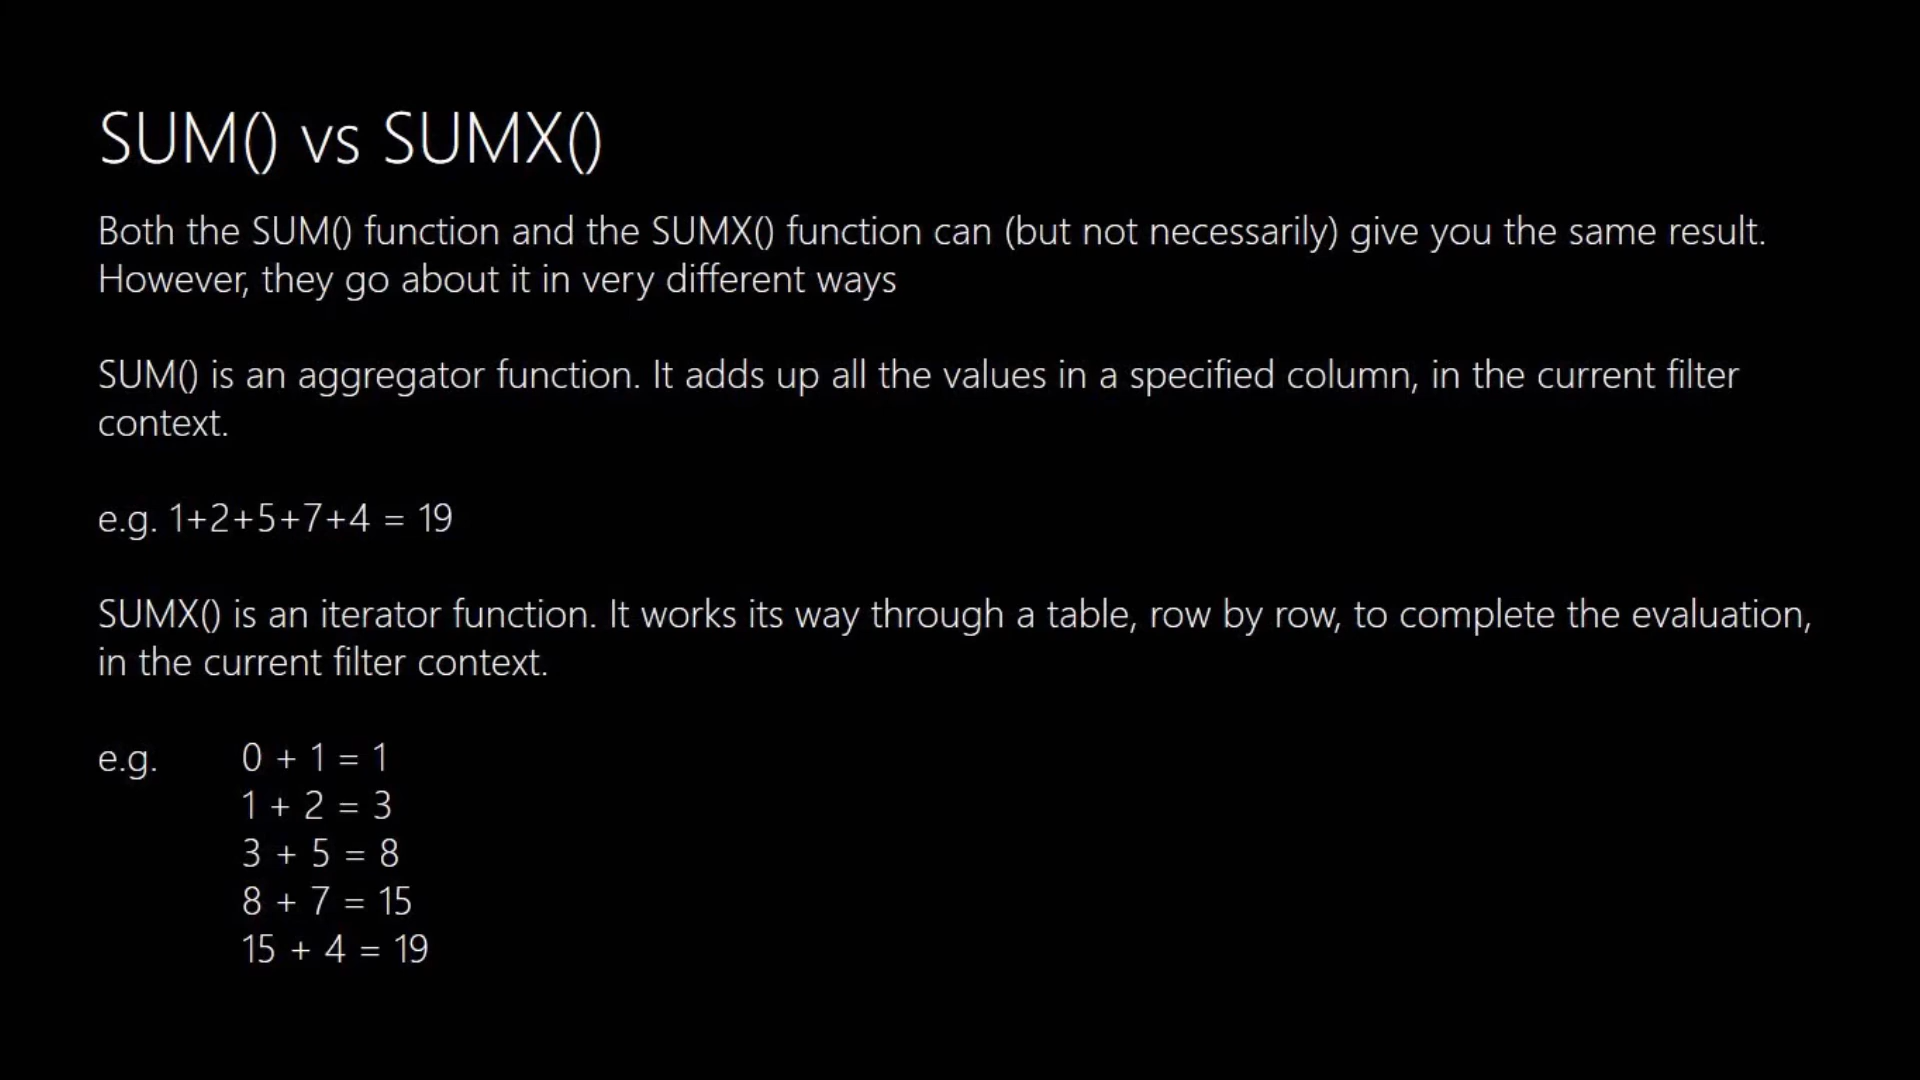 SUM() vs SUMX()
Both the SUM() function and the SUMX() function can (but not necessarily) give you the same result.
However, they go about it in very different ways
SUM() is an aggregator function. It adds up all the values in a specified column, in the current filter
context.
e.g. 1+2+5+7+4 = 19
SUMX() is an iterator function. It works its way through a table, row by row, to complete the evaluation,
in the current filter context.
e.g. 0 + 1 = 1
1 + 2 = 3
3 + 5 = 8
8 + 7 = 15
15 + 4 = 19